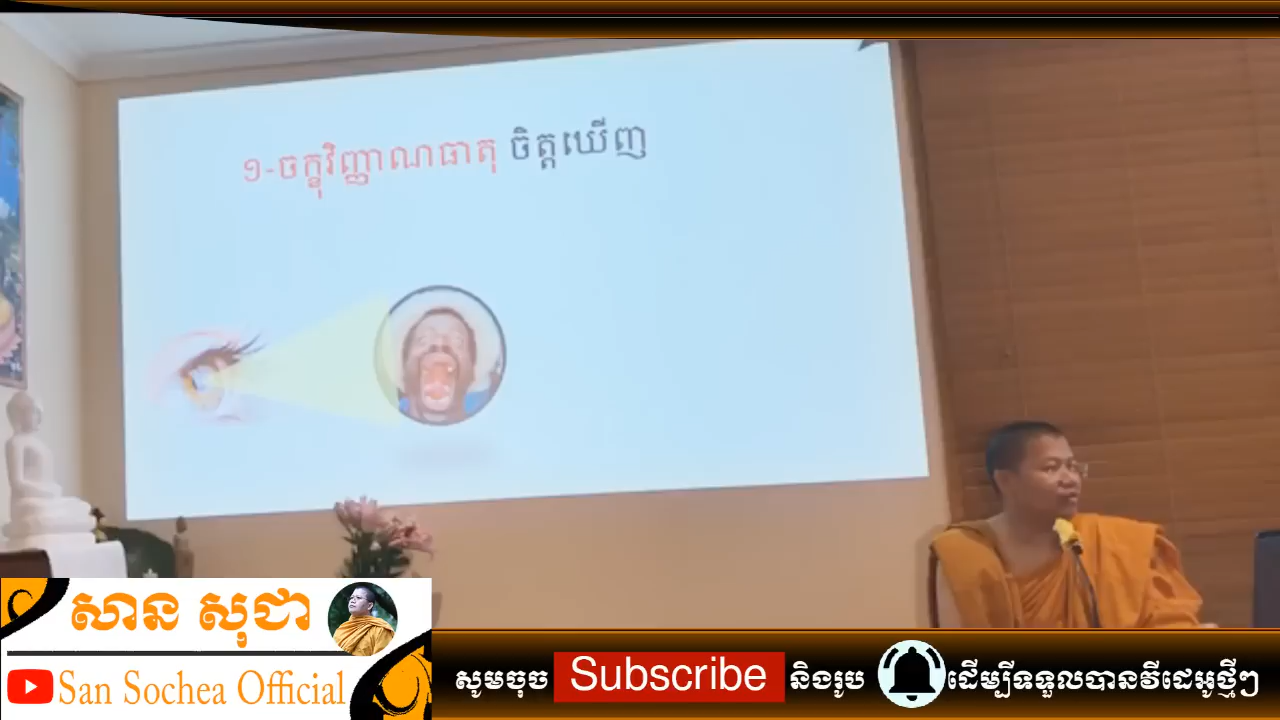 ១-ចក្ខុវិញ្ញាណធាតុ ចិត្តឃើញ
សាន សុជា
San Sochea Official
សូមចុច Subscribe និងរូប ដើម្បីទទួលបានវីដេអូថ្មីៗ